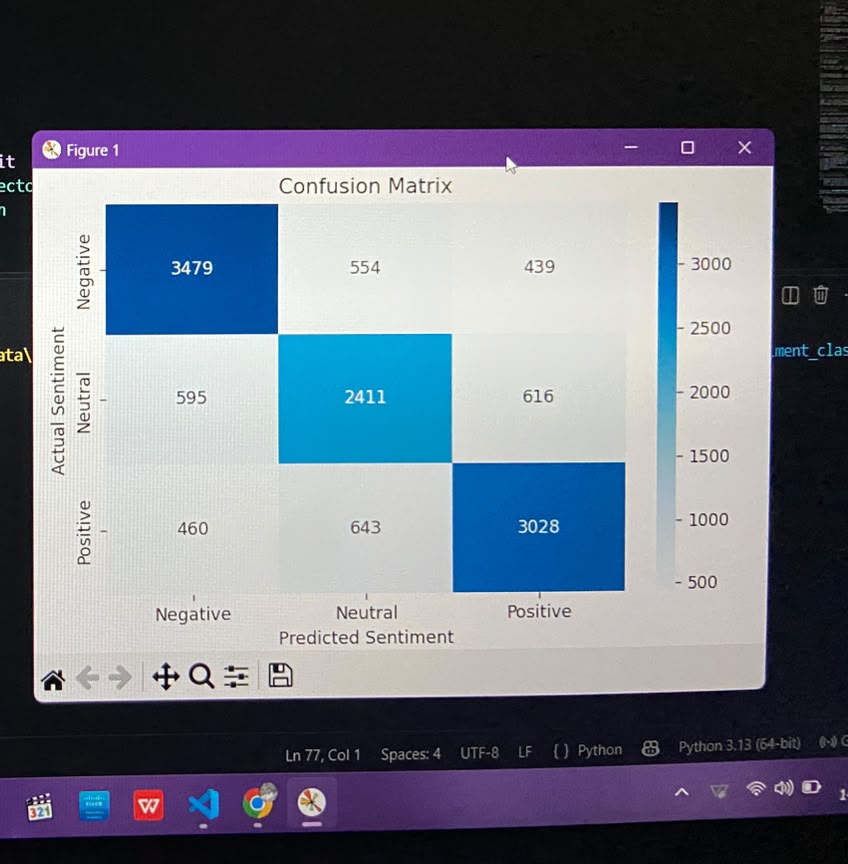 it
Figure 1
Confusion Matrix
Negative
3479
554
439
Actual Sentiment
Neutral
595
2411
616
Positive
460
643
3028
3000
2500
2000
1500
1000
500
Negative
Neutral
Positive
Predicted Sentiment
ata\
ment_clas
Ln 77, Col 1
Spaces: 4
UTF-8
LF
{ }
Python
Python 3.13 (64-bit)
321
CISCO
W